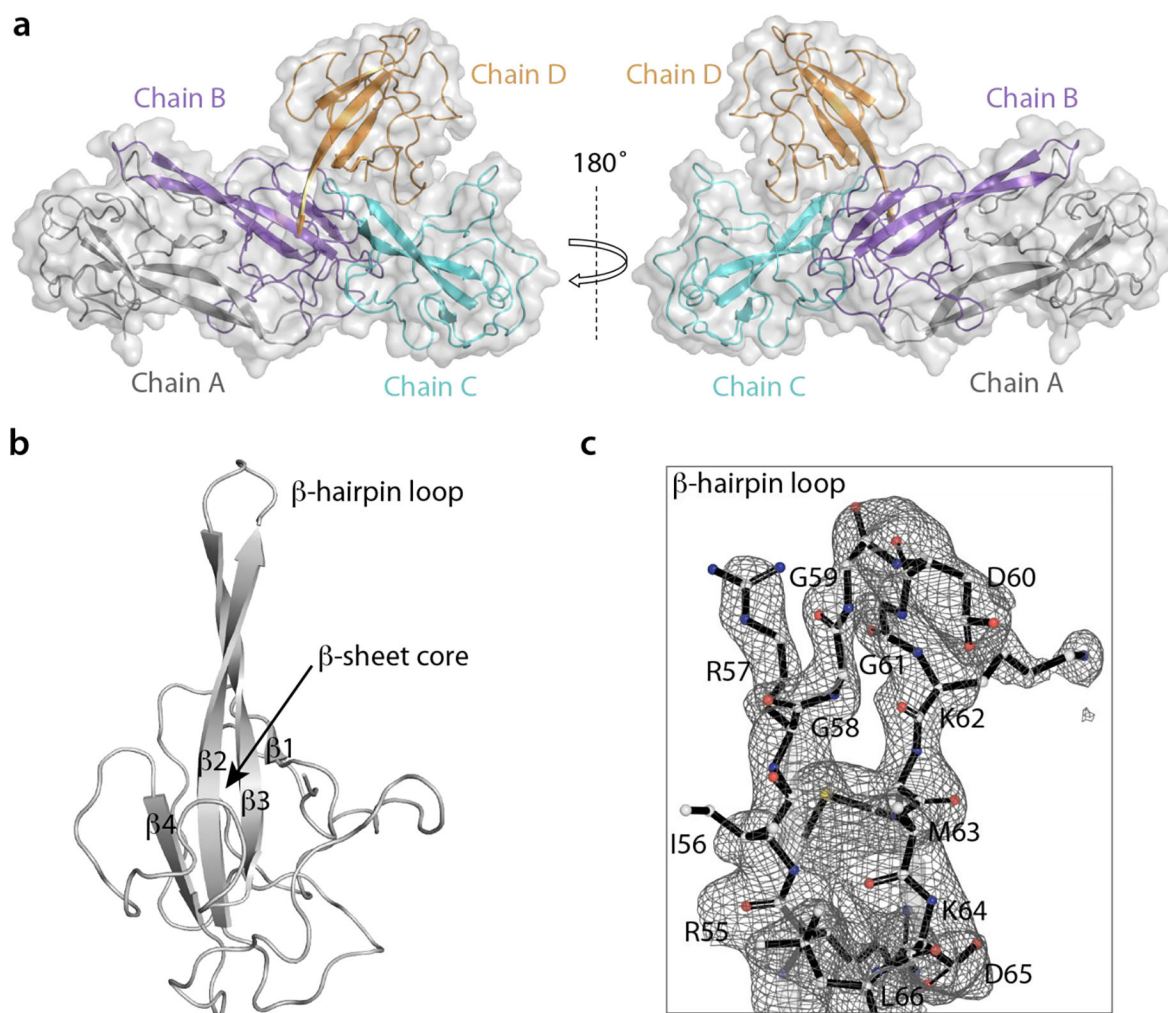 a
Chain D
Chain D
Chain B
Chain B
180°
Chain A
Chain C
Chain C
Chain A
b
c
β-hairpin loop
β-hairpin loop
G59
D60
R57
G61
β-sheet core
G58
K62
β2
β1
β3
β4
I56
M63
K64
R55
D65
L66